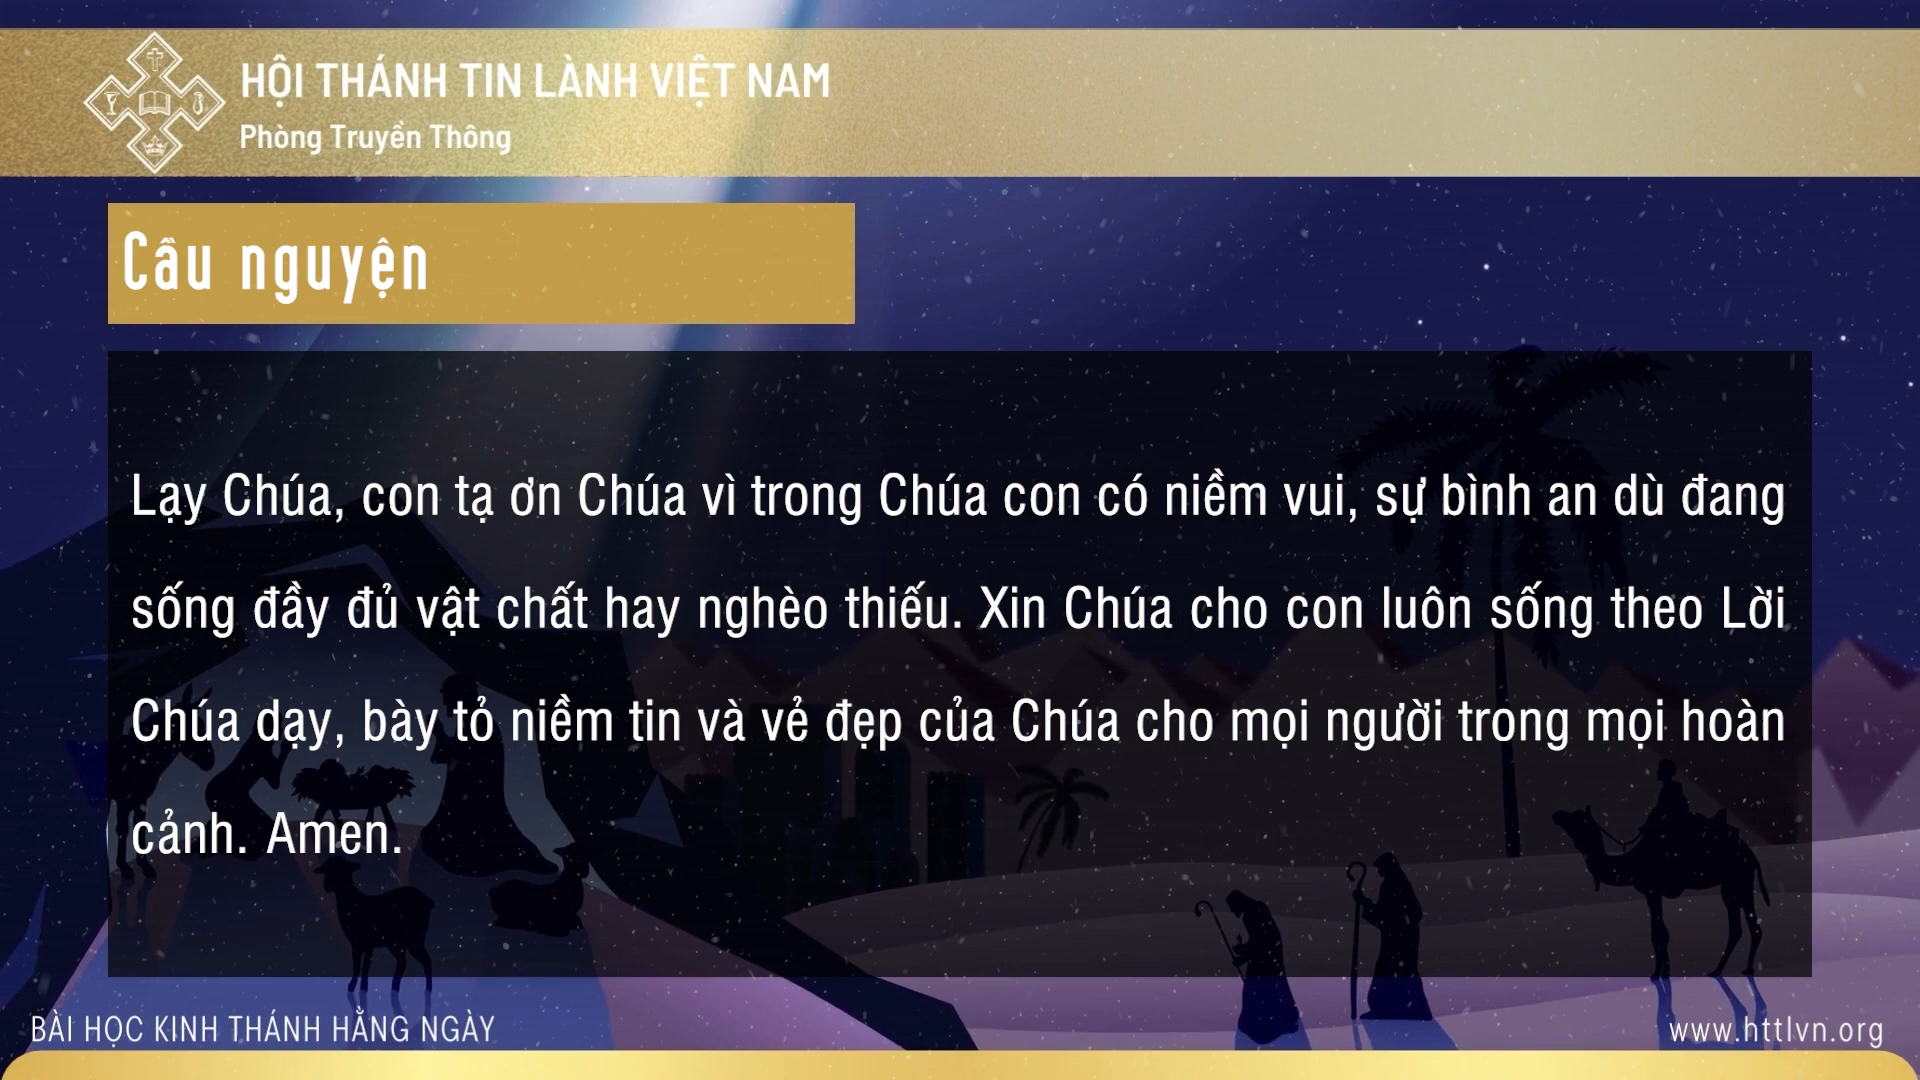 HỘI THÁNH TIN LÀNH VIỆT NAM
Phòng Truyền Thông
Cầu nguyện
Lạy Chúa, con tạ ơn Chúa vì trong Chúa con có niềm vui, sự bình an dù đang
sống đầy đủ vật chất hay nghèo thiếu. Xin Chúa cho con luôn sống theo Lời
Chúa dạy, bày tỏ niềm tin và vẻ đẹp của Chúa cho mọi người trong mọi hoàn
cảnh. Amen.
BÀI HỌC KINH THÁNH HẰNG NGÀY
www.httlvn.org